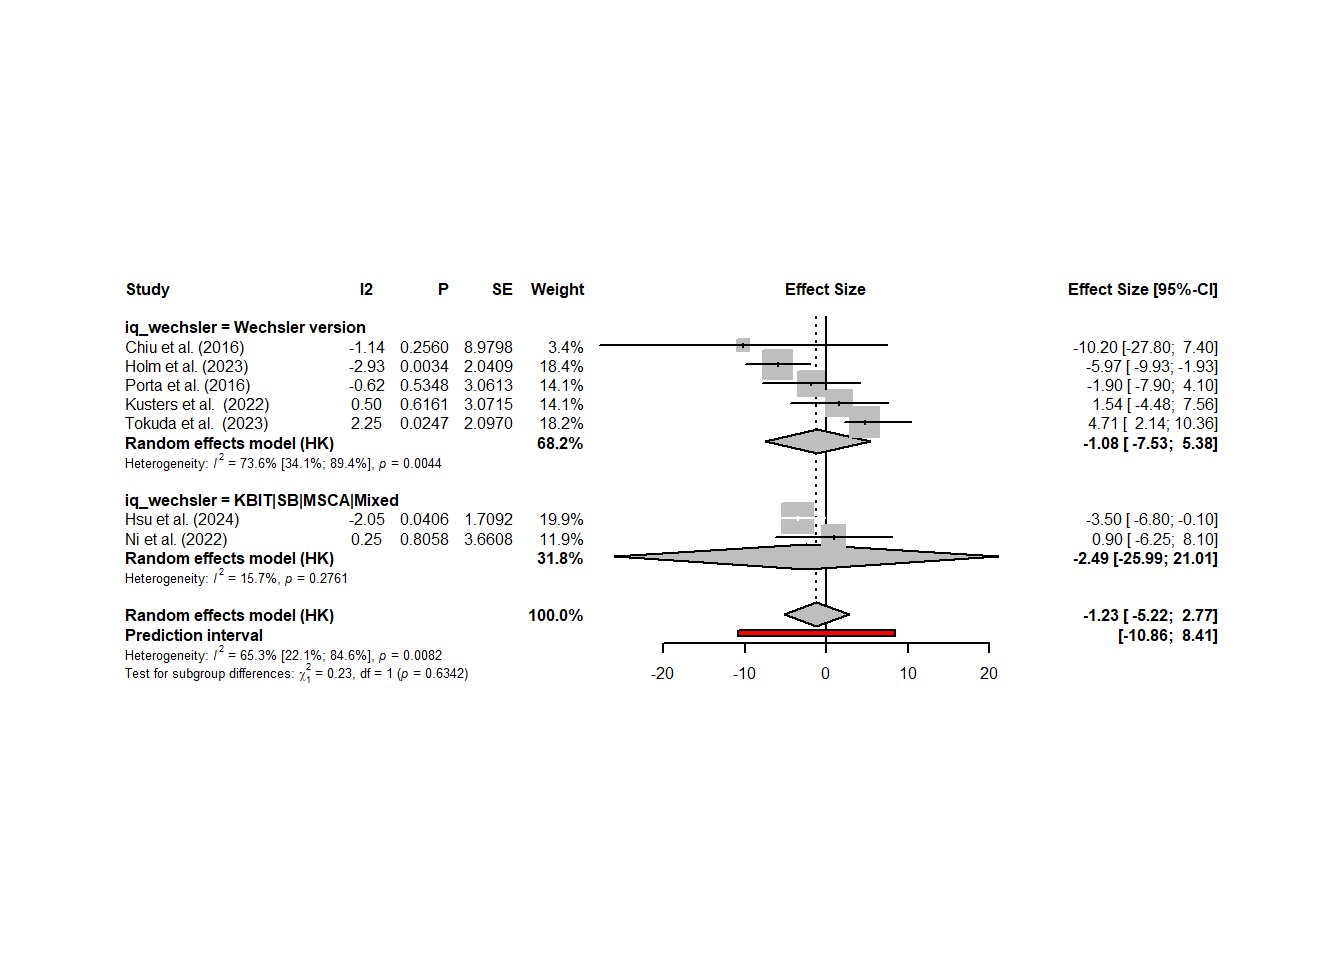 Study I2 P SE Weight Effect Size Effect Size [95%-CI]
iq_wechsler = Wechsler version
Chiu et al. (2016) -1.14 0.2560 8.9798 3.4% -10.20 [-27.80; 7.40]
Holm et al. (2023) -2.93 0.0034 2.0409 18.4% -5.97 [ -9.93; -1.93]
Porta et al. (2016) -0.62 0.5348 3.0613 14.1% -1.90 [ -7.90; 4.10]
Kusters et al. (2022) 0.50 0.6161 3.0715 14.1% 1.54 [ -4.48; 7.56]
Tokuda et al. (2023) 2.25 0.0247 2.0970 18.2% 4.71 [ 2.14; 10.36]
Random effects model (HK) 68.2% -1.08 [ -7.53; 5.38]
Heterogeneity: I² = 73.6% [34.1%; 89.4%], p = 0.0044
iq_wechsler = KBIT|SB|MSCA|Mixed
Hsu et al. (2024) -2.05 0.0406 1.7092 19.9% -3.50 [ -6.80; -0.10]
Ni et al. (2022) 0.25 0.8058 3.6608 11.9% 0.90 [ -6.25; 8.10]
Random effects model (HK) 31.8% -2.49 [-25.99; 21.01]
Heterogeneity: I² = 15.7%, p = 0.2761
Random effects model (HK) 100.0% -1.23 [ -5.22; 2.77]
Prediction interval [-10.86; 8.41]
Heterogeneity: I² = 65.3% [22.1%; 84.6%], p = 0.0082
Test for subgroup differences: χ²₁ = 0.23, df = 1 (p = 0.6342)
-20 -10 0 10 20